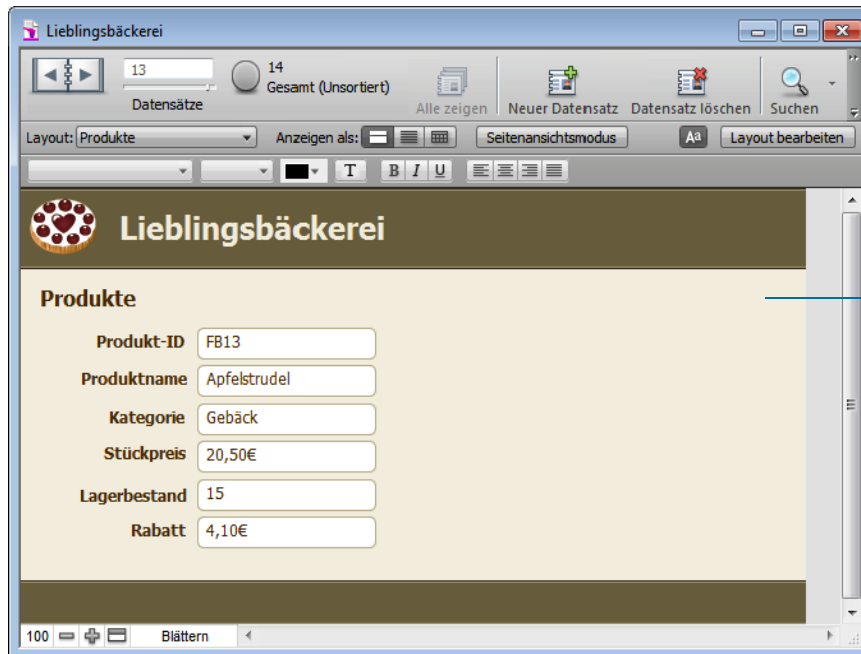 Lieblingsbäckerei
13
Datensätze
14
Gesamt (Unsortiert)
Alle zeigen
Neuer Datensatz
Datensatz löschen
Suchen
Layout: Produkte
Anzeigen als:
Seitenansichtsmodus
Aa
Layout bearbeiten
T
B I U
Lieblingsbäckerei
Produkte
Produkt-ID FB13
Produktname Apfelstrudel
Kategorie Gebäck
Stückpreis 20,50€
Lagerbestand 15
Rabatt 4,10€
100
Blättern